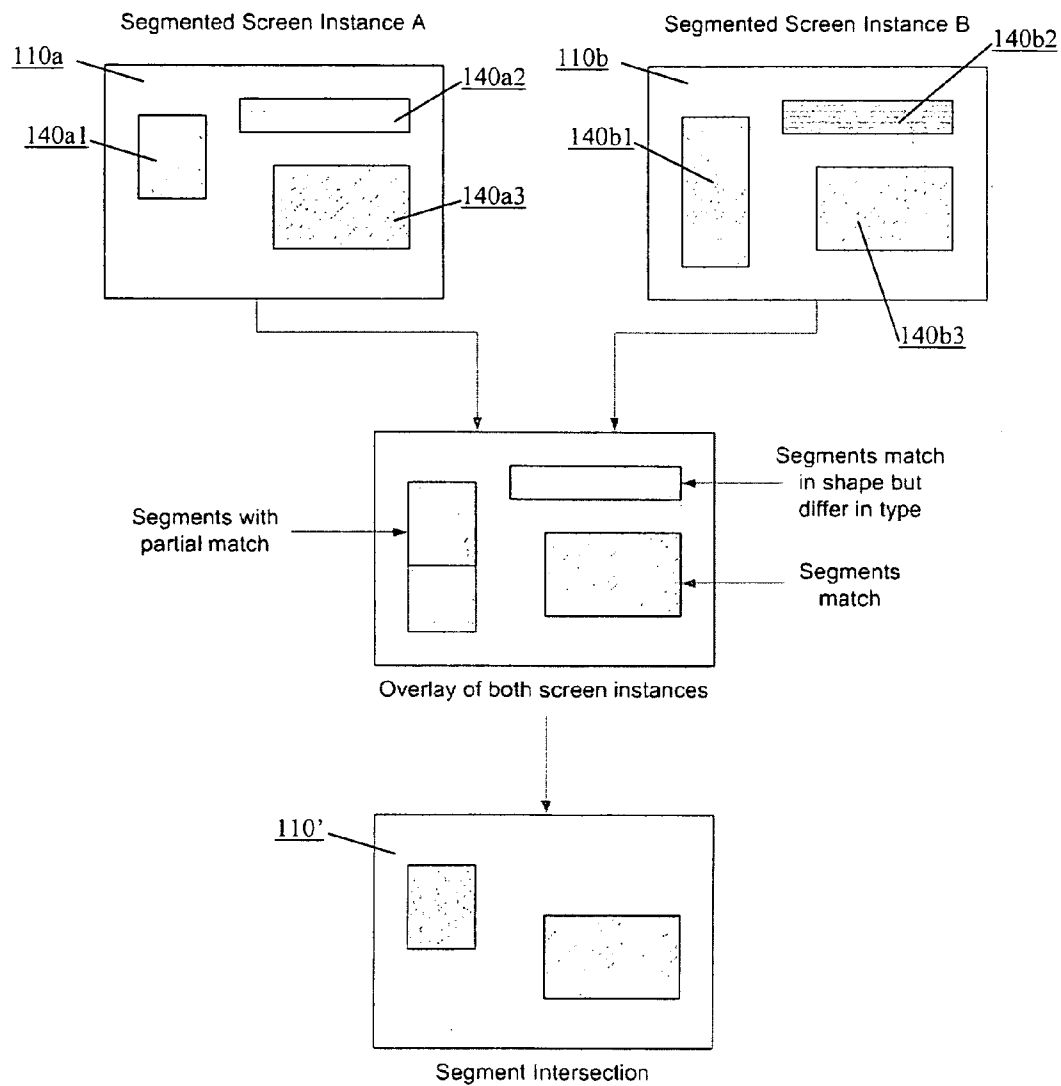 Segmented Screen Instance A
110a
140a2
140a1
140a3
Segmented Screen Instance B
140b2
110b
140b1
140b3
Segments with
partial match
Segments match
in shape but
differ in type
Segments
match
Overlay of both screen instances
110’
Segment Intersection